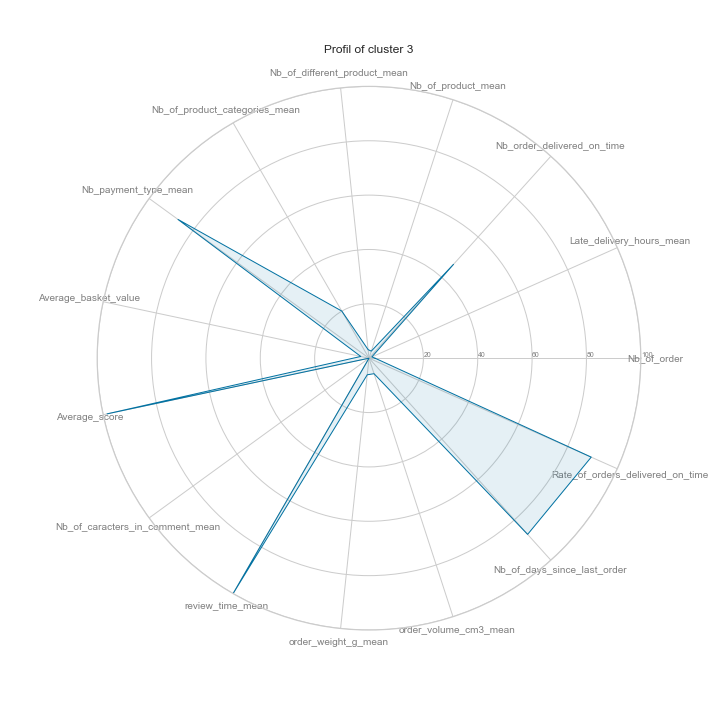 Profil of cluster 3
Nb_of_different_product_mean
Nb_of_product_mean
Nb_of_product_categories_mean
Nb_order_delivered_on_time
Nb_payment_type_mean
Late_delivery_hours_mean
Average_basket_value
20 40 60 80 100
Nb_of_order
Average_score
Rate_of_orders_delivered_on_time
Nb_of_caracters_in_comment_mean
Nb_of_days_since_last_order
review_time_mean
order_volume_cm3_mean
order_weight_g_mean